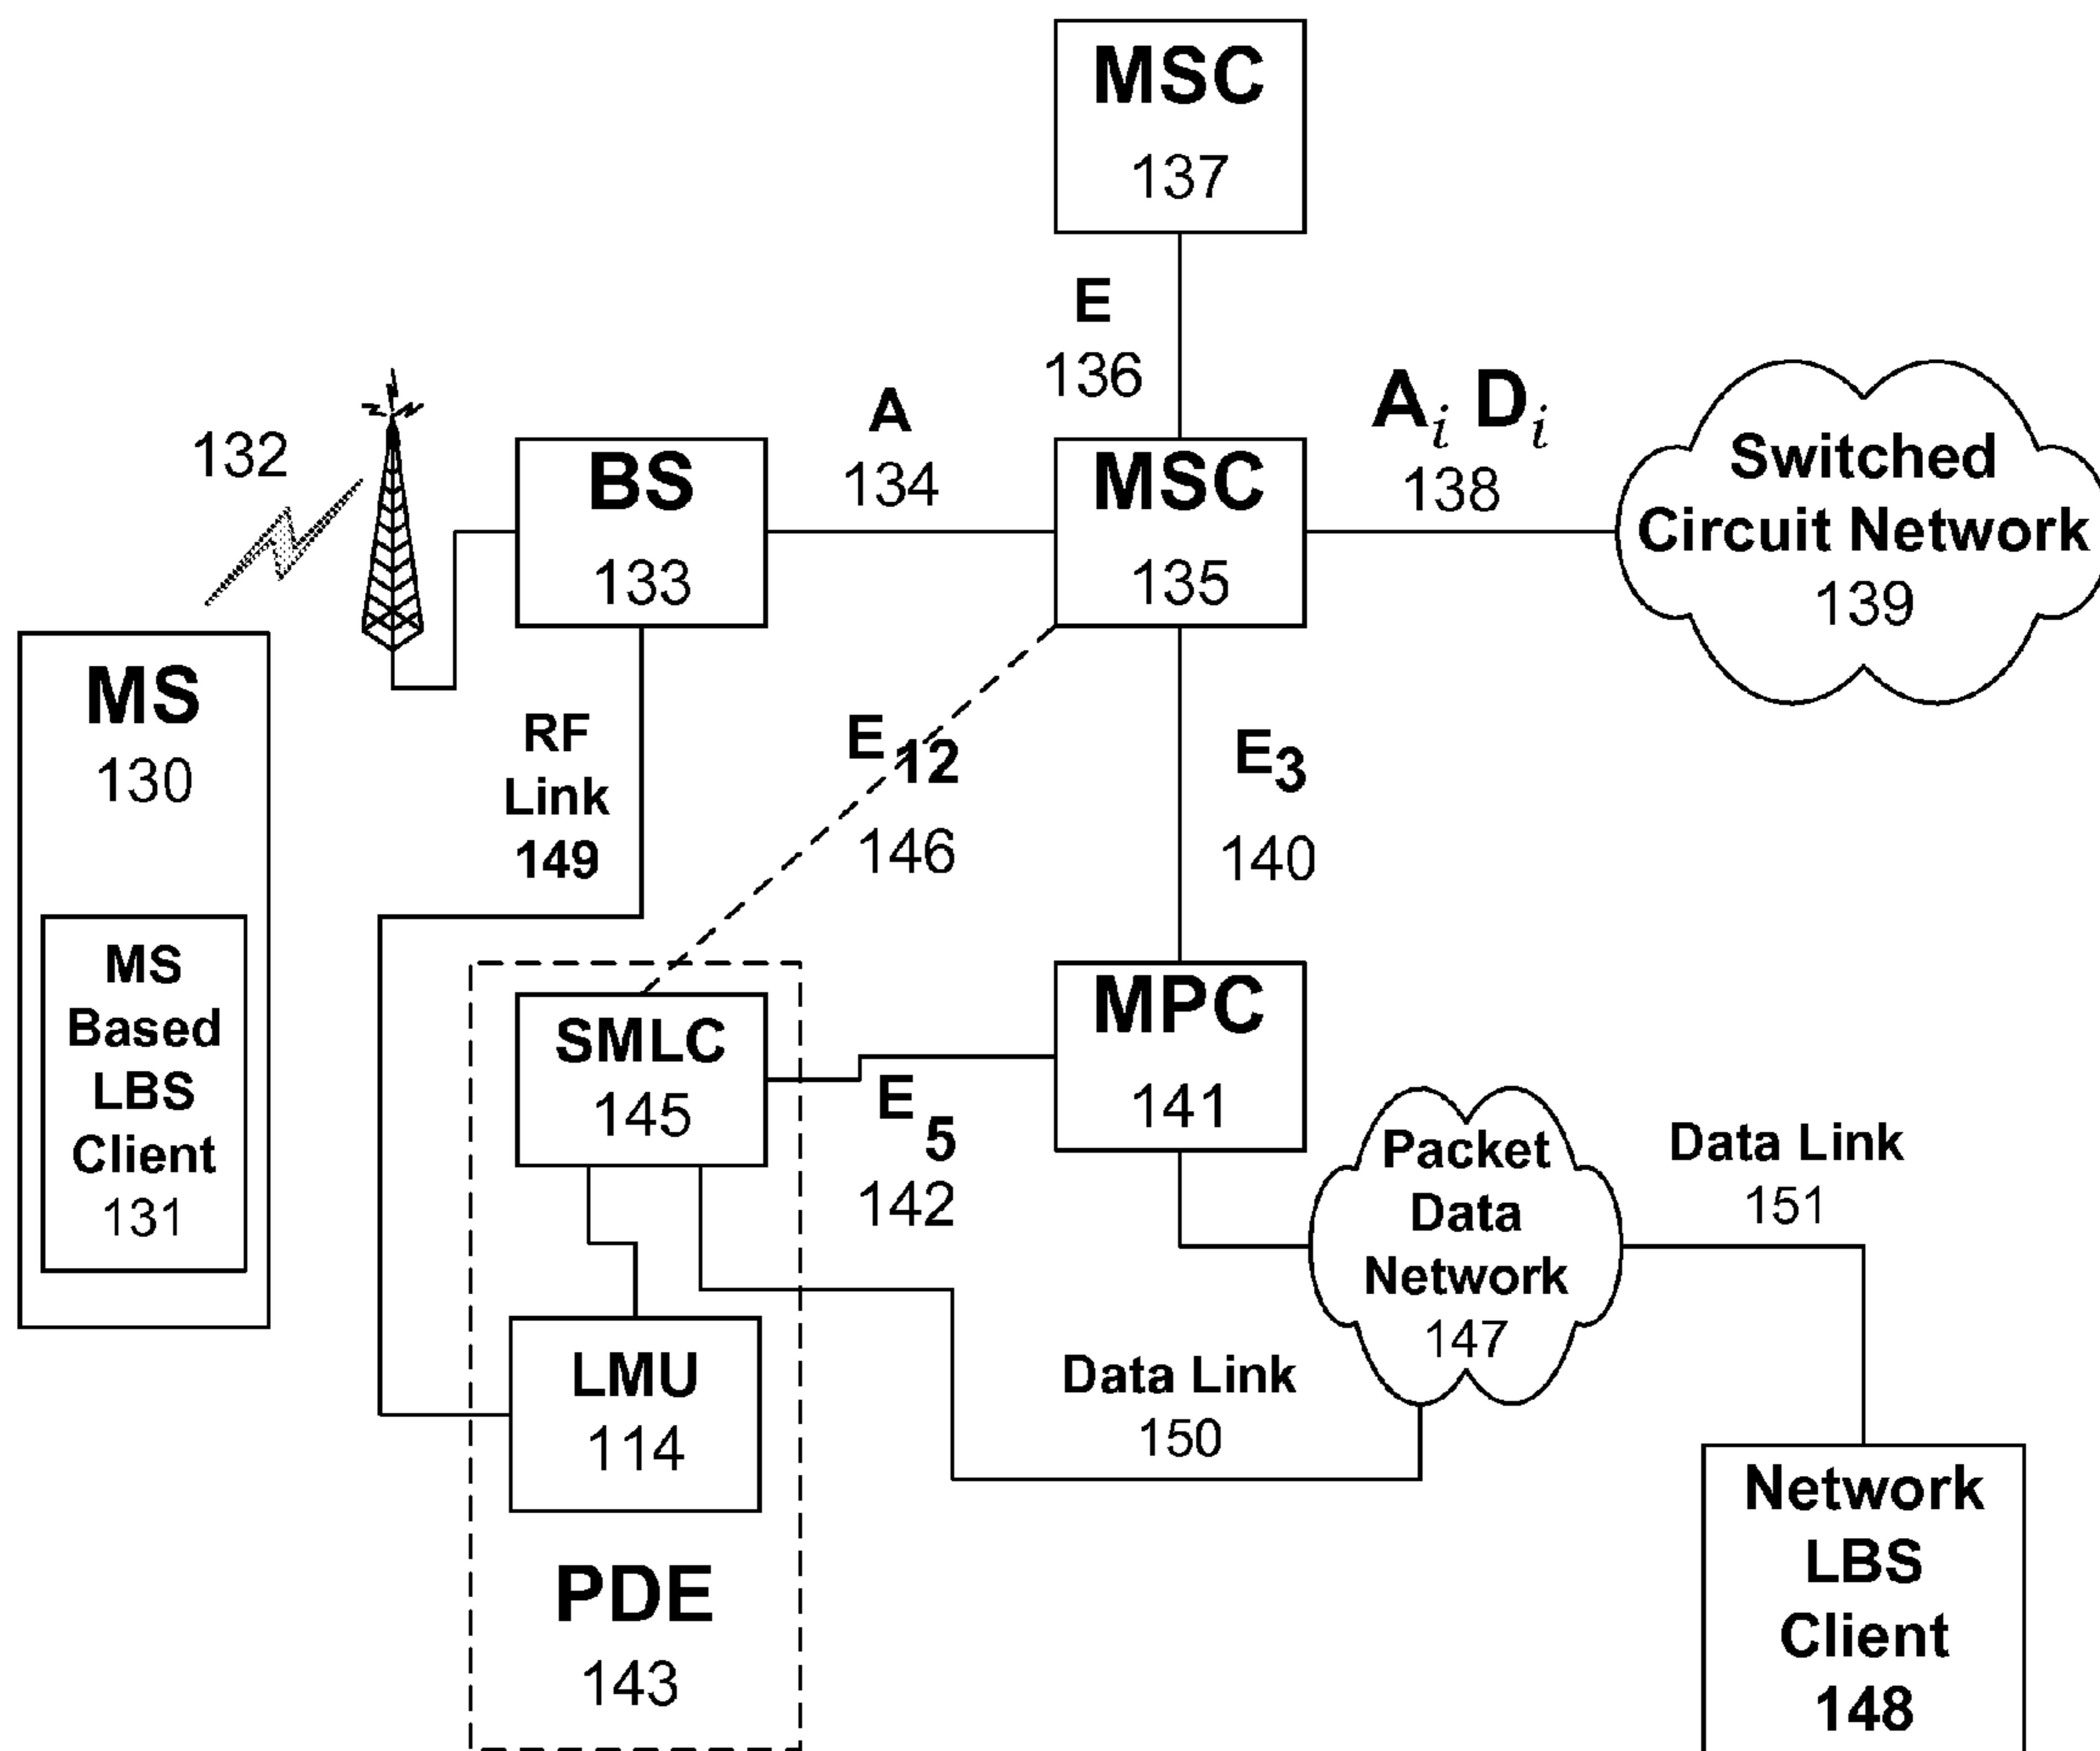 MSC
137
E
136
A
134
A_i D_i
138
132
BS
133
MSC
135
Switched
Circuit Network
139
MS
130
RF
Link
149
E12
146
E3
140
MS
Based
LBS
Client
131
SMLC
145
E5
142
MPC
141
Packet
Data
Network
147
Data Link
151
LMU
114
Data Link
150
PDE
143
Network
LBS
Client
148